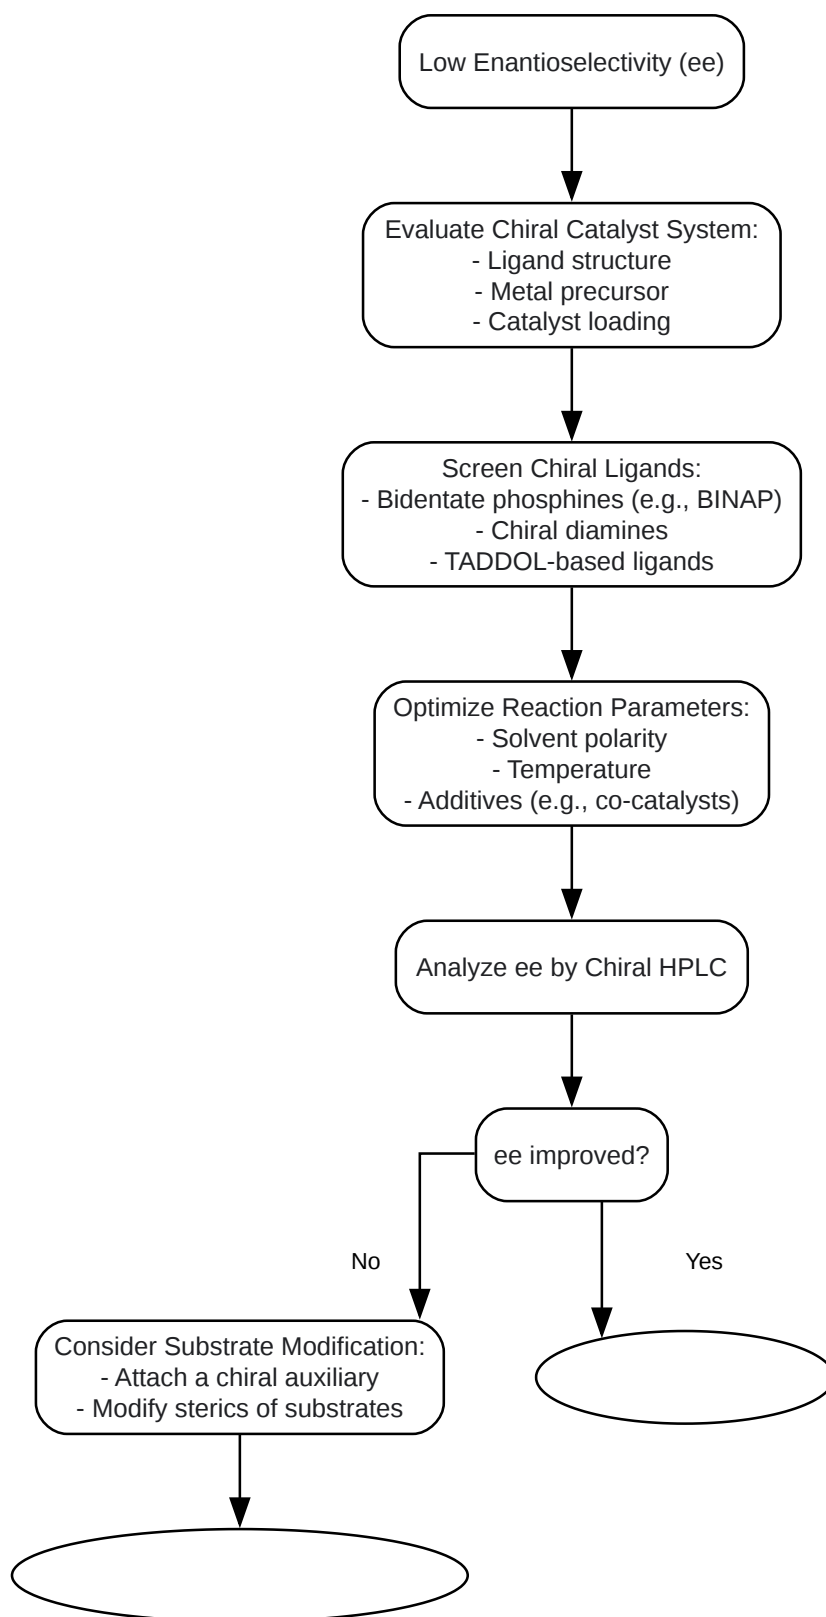 Low Enantioselectivity (ee)
Evaluate Chiral Catalyst System:
- Ligand structure
- Metal precursor
- Catalyst loading
Screen Chiral Ligands:
- Bidentate phosphines (e.g., BINAP)
- Chiral diamines
- TADDOL-based ligands
Optimize Reaction Parameters:
- Solvent polarity
- Temperature
- Additives (e.g., co-catalysts)
Analyze ee by Chiral HPLC
ee improved?
No
Yes
Consider Substrate Modification:
- Attach a chiral auxiliary
- Modify sterics of substrates